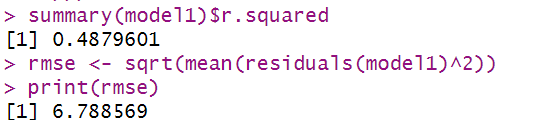 > summary(model1)$r.squared
[1] 0.4879601
> rmse <- sqrt(mean(residuals(model1)^2))
> print(rmse)
[1] 6.788569